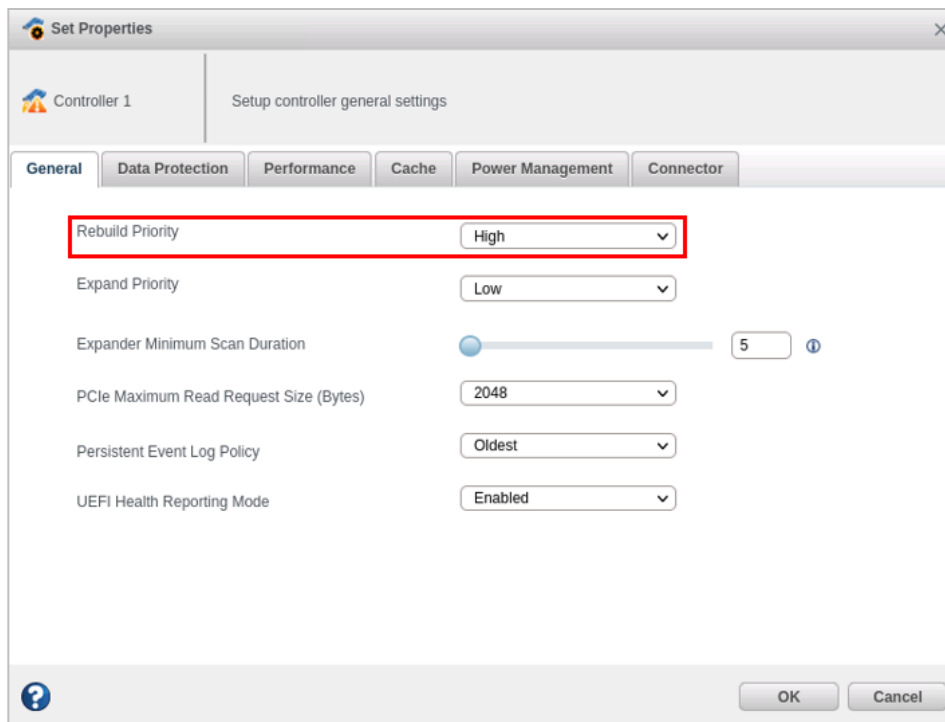 Set Properties
Controller 1
Setup controller general settings
General Data Protection Performance Cache Power Management Connector
Rebuild Priority High
Expand Priority Low
Expander Minimum Scan Duration 5
PCIe Maximum Read Request Size (Bytes) 2048
Persistent Event Log Policy Oldest
UEFI Health Reporting Mode Enabled
OK Cancel